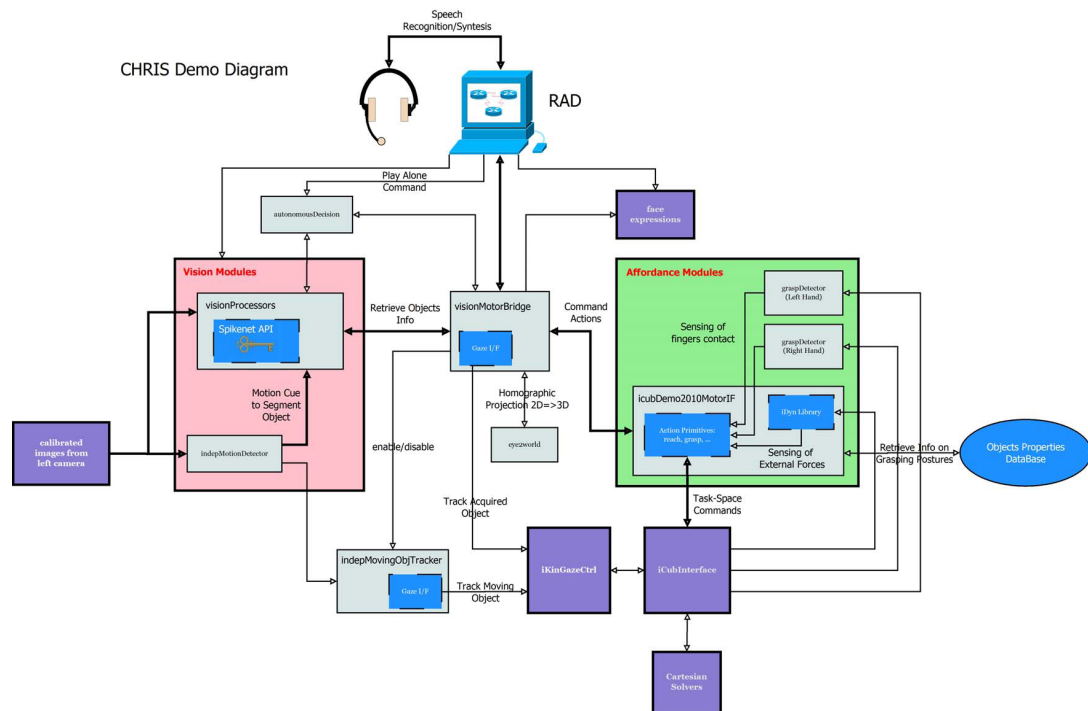 Speech
Recognition/Syntesis
CHRIS Demo Diagram
RAD
Play Alone
Command
autonomousDecision
face
expressions
Vision Modules
visionProcessors
Spikenet API
Retrieve Objects
Info
visionMotorBridge
Gaze I/F
Command
Actions
Affordance Modules
graspDetector
(Left Hand)
Sensing of
fingers contact
graspDetector
(Right Hand)
Motion Cue
to Segment
Object
Homographic
Projection 2D=>3D
icubDemo2010MotorIF
Action Primitives:
reach, grasp, ...
iDyn Library
Sensing of
External Forces
calibrated
images from
left camera
indepMotionDetector
enable/disable
eye2world
Retrieve Info on
Grasping Postures
Objects Properties
DataBase
Track Acquired
Object
Task-Space
Commands
indepMovingObjTracker
Gaze I/F
Track Moving
Object
iKinGazeCtrl
iCubInterface
Cartesian
Solvers